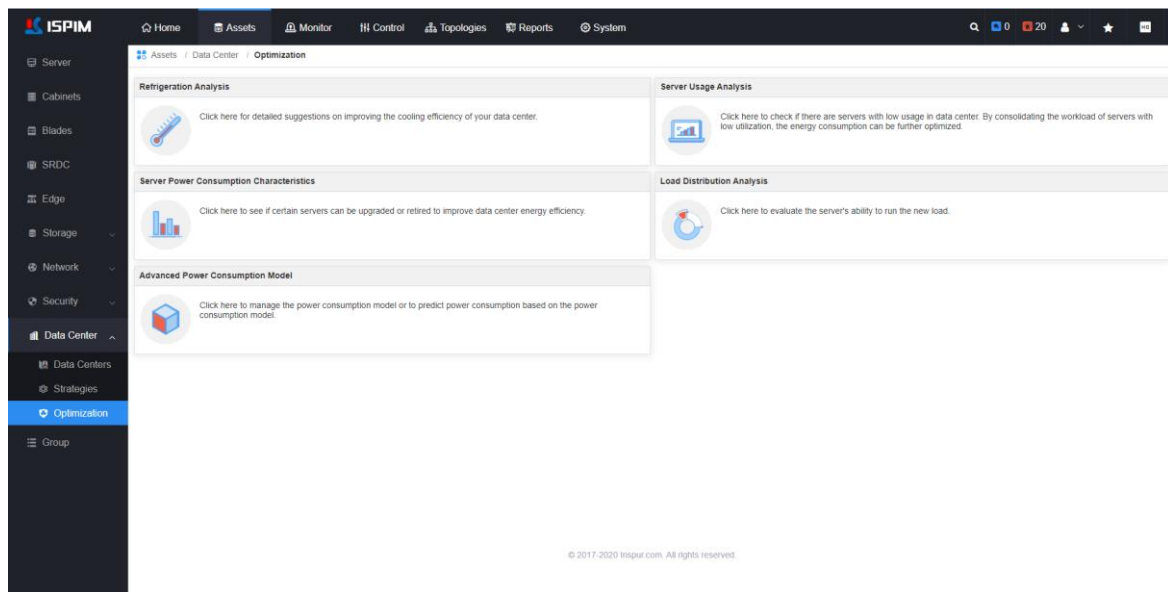 ISPIM
Home Assets Monitor Control Topologies Reports System 0 20
Assets / Data Center / Optimization
Server
Cabinets
Blades
SRDC
Edge
Storage
Network
Security
Data Center
Data Centers
Strategies
Optimization
Group
Refrigeration Analysis
Click here for detailed suggestions on improving the cooling efficiency of your data center.
Server Usage Analysis
Click here to check if there are servers with low usage in data center. By consolidating the workload of servers with
low utilization, the energy consumption can be further optimized.
Server Power Consumption Characteristics
Click here to see if certain servers can be upgraded or retired to improve data center energy efficiency.
Load Distribution Analysis
Click here to evaluate the server's ability to run the new load.
Advanced Power Consumption Model
Click here to manage the power consumption model or to predict power consumption based on the power
consumption model.
© 2017-2020 Inspur.com. All rights reserved.